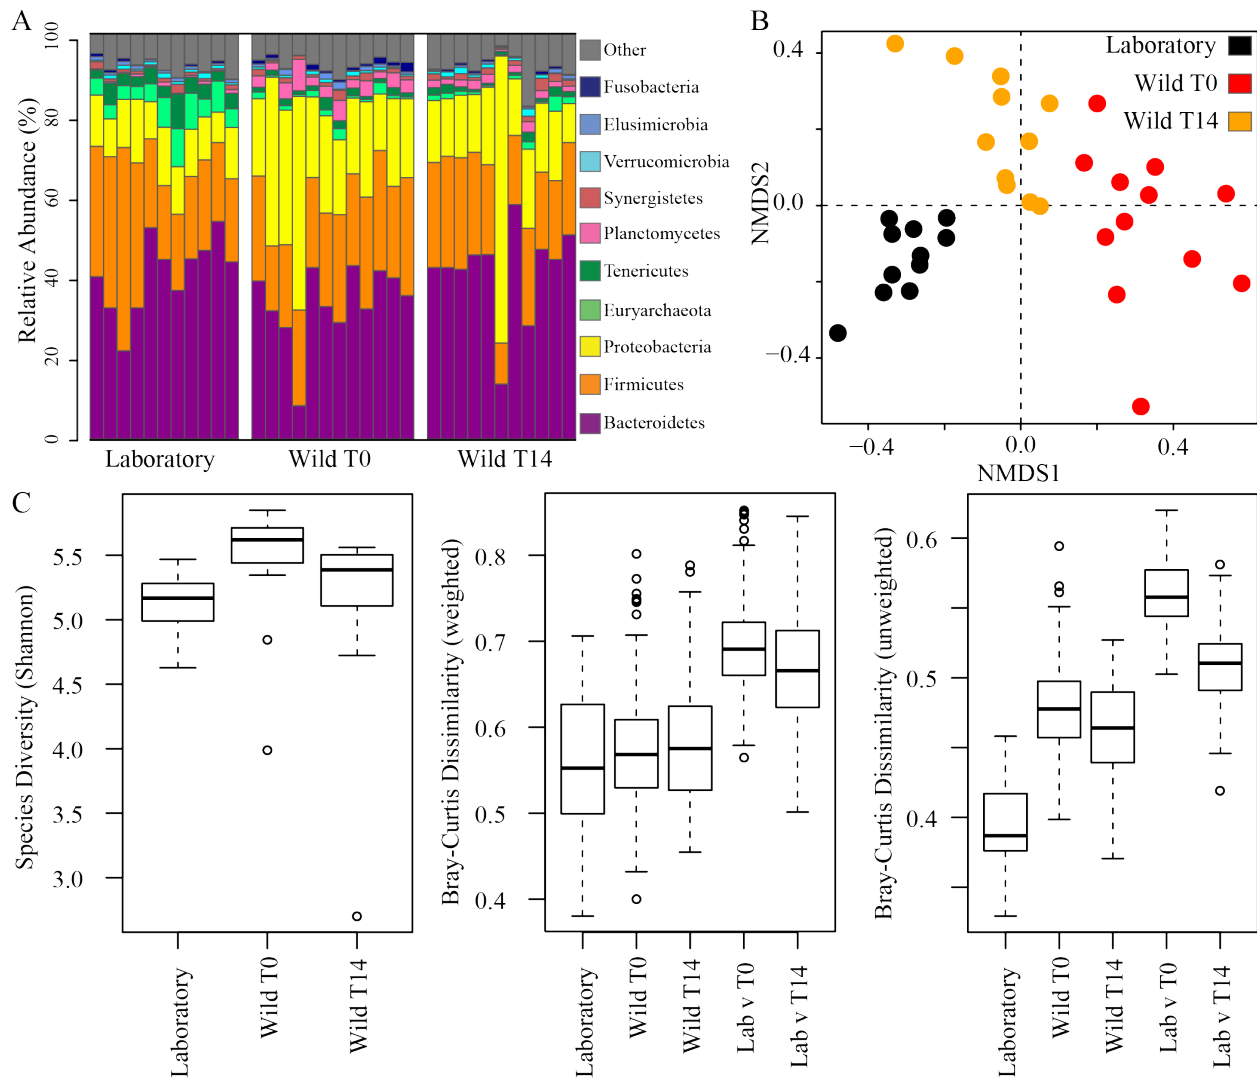 A
Relative Abundance (%)
100
80
60
40
20
0
Laboratory
Wild T0
Wild T14
Other
Fusobacteria
Elusimicrobia
Verrucomicrobia
Synergistetes
Planctomycetes
Tenericutes
Euryarchaeota
Proteobacteria
Firmicutes
Bacteroidetes
B
NMDS2
0.4
0.0
−0.4
Laboratory
Wild T0
Wild T14
−0.4
0.0
0.4
NMDS1
C
Species Diversity (Shannon)
5.5
5.0
4.5
4.0
3.5
3.0
Laboratory
Wild T0
Wild T14
Bray-Curtis Dissimilarity (weighted)
0.8
0.7
0.6
0.5
0.4
Laboratory
Wild T0
Wild T14
Lab v T0
Lab v T14
Bray-Curtis Dissimilarity (unweighted)
0.6
0.5
0.4
Laboratory
Wild T0
Wild T14
Lab v T0
Lab v T14